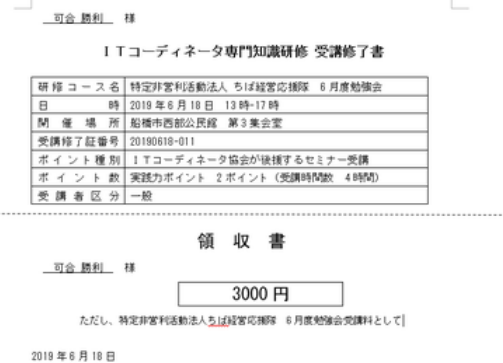 可合 勝利 様
ITコーディネータ専門知識研修 受講修了書
研修コース名 特定非営利活動法人 ちば経営応援隊 6月度勉強会
日時 2019年6月18日 13時-17時
開催場所 船橋市西部公民館 第3集会室
受講修了証番号 20190618-011
ポイント種別 ITコーディネータ協会が後援するセミナー受講
ポイント数 実践力ポイント 2ポイント（受講時間数 4時間）
受講者区分 一般
領収書
可合 勝利 様
3000円
ただし、特定非営利活動法人ちば経営応援隊 6月度勉強会受講料として
2019年6月18日